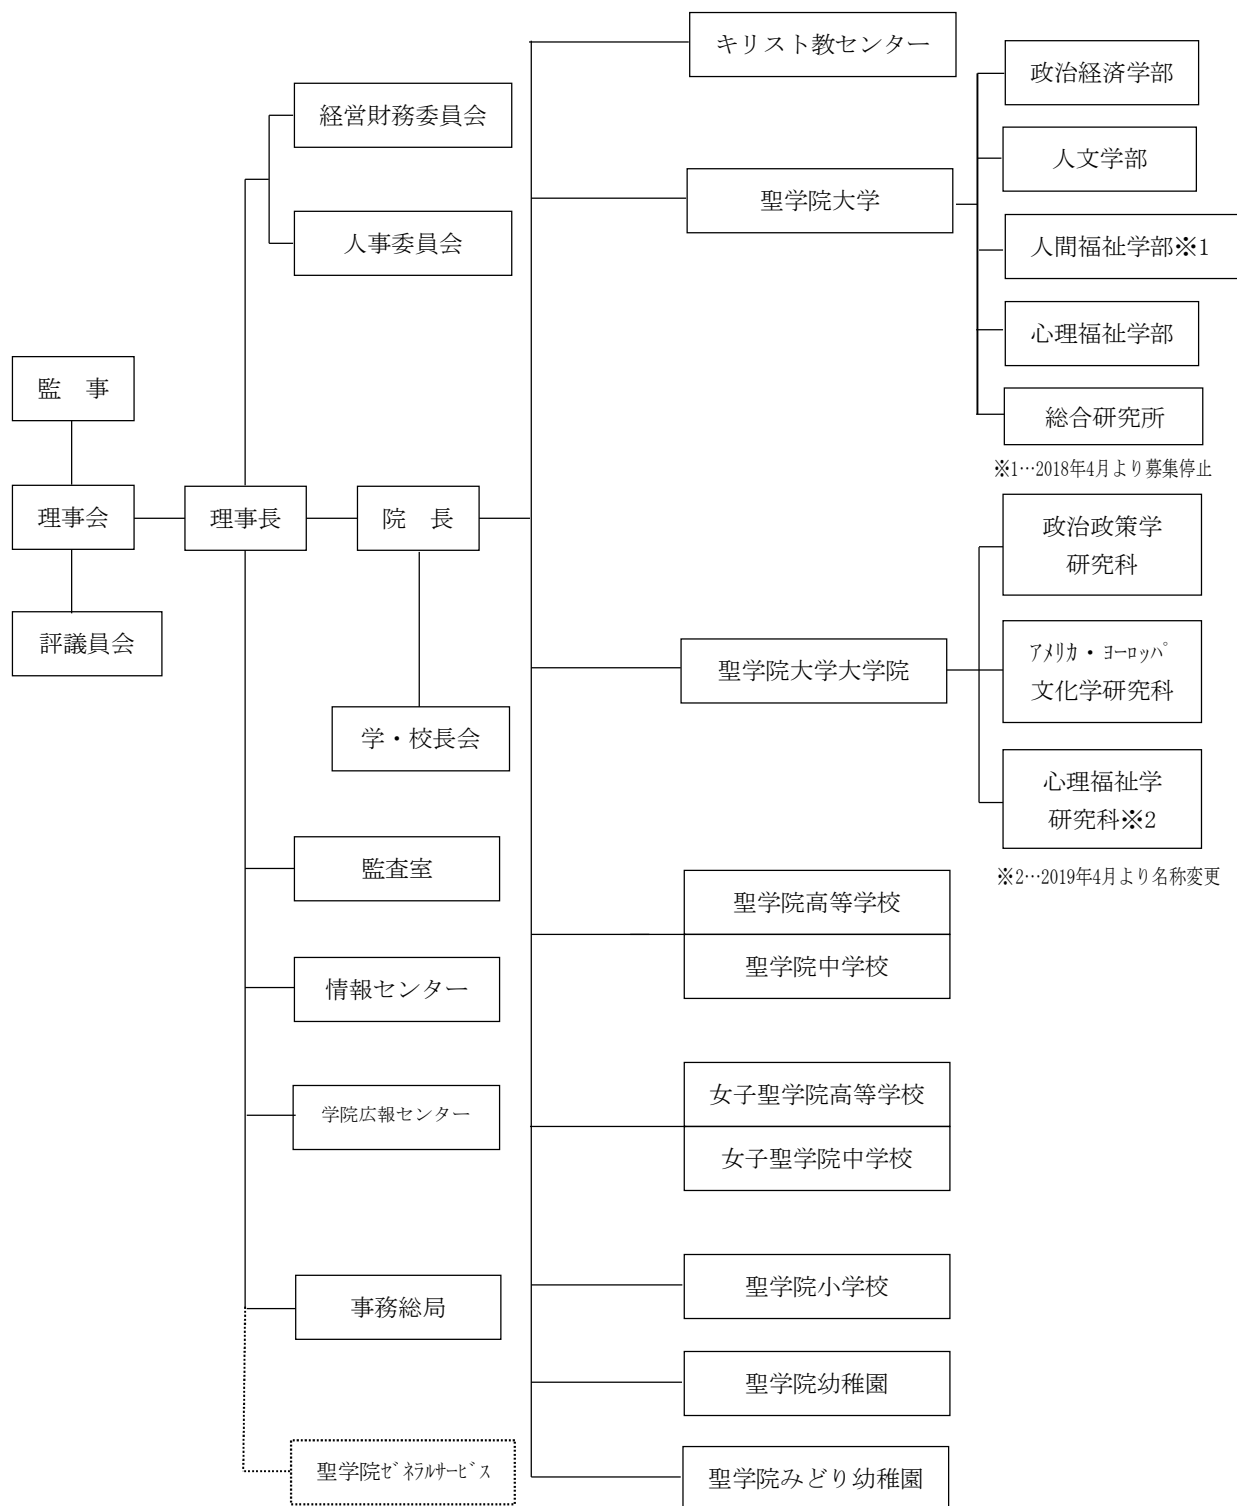 キリスト教センター
政治経済学部
経営財務委員会
人文学部
聖学院大学
人事委員会
人間福祉学部※1
心理福祉学部
監　事
総合研究所
※1…2018年4月より募集停止
理事会
理事長
院　長
政治政策学
研究科
評議員会
聖学院大学大学院
アメリカ・ヨーロッパ
文化学研究科
学・校長会
心理福祉学
研究科※2
監査室
※2…2019年4月より名称変更
聖学院高等学校
聖学院中学校
情報センター
学院広報センター
女子聖学院高等学校
女子聖学院中学校
事務総局
聖学院小学校
聖学院幼稚園
聖学院ゼネラルサービス
聖学院みどり幼稚園